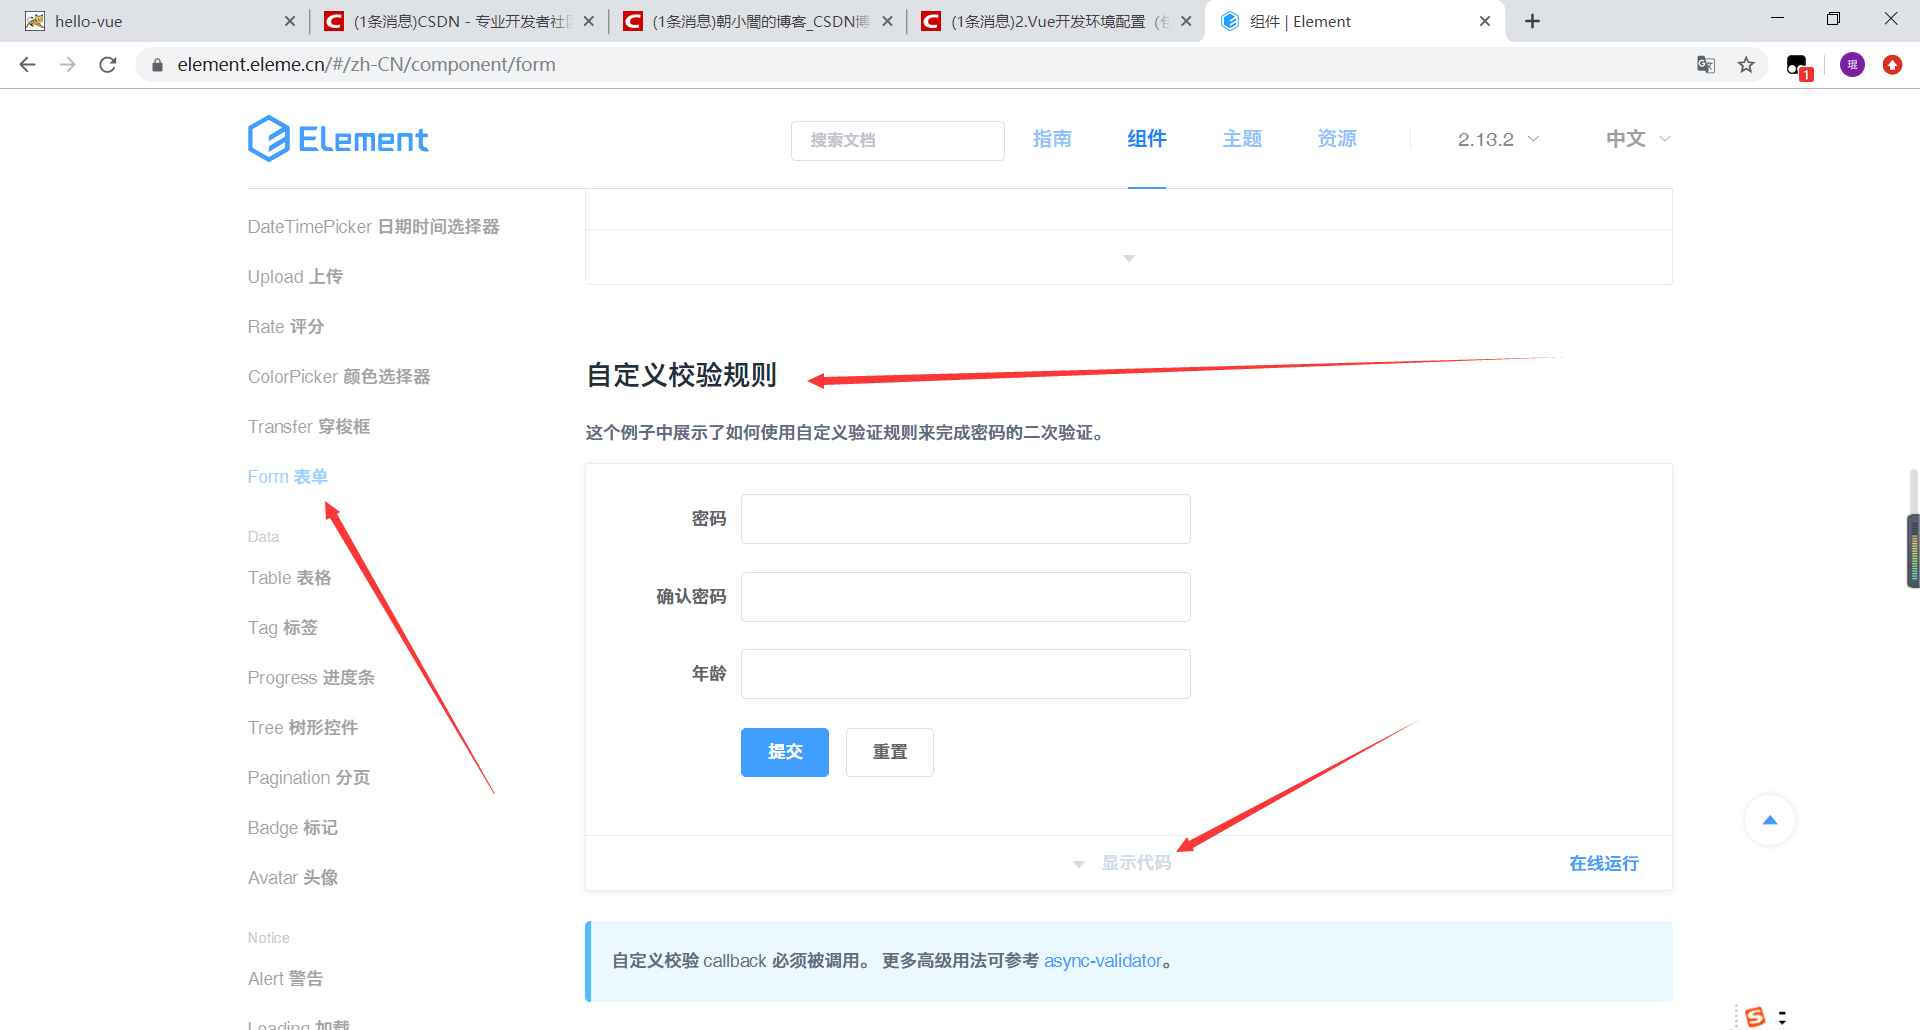 hello-vue
(1条消息)CSDN - 专业开发者社
(1条消息)朝小闇的博客_CSDN博
(1条消息)2.Vue开发环境配置
组件 | Element
element.eleme.cn/#/zh-CN/component/form
1
琨
Element
搜索文档
指南
组件
主题
资源
2.13.2
中文
DateTimePicker 日期时间选择器
Upload 上传
Rate 评分
ColorPicker 颜色选择器
Transfer 穿梭框
Form 表单
Data
Table 表格
Tag 标签
Progress 进度条
Tree 树形控件
Pagination 分页
Badge 标记
Avatar 头像
Notice
Alert 警告
Loading 加载
自定义校验规则
这个例子中展示了如何使用自定义验证规则来完成密码的二次验证。
密码
确认密码
年龄
提交
重置
显示代码
在线运行
自定义校验 callback 必须被调用。 更多高级用法可参考 async-validator。